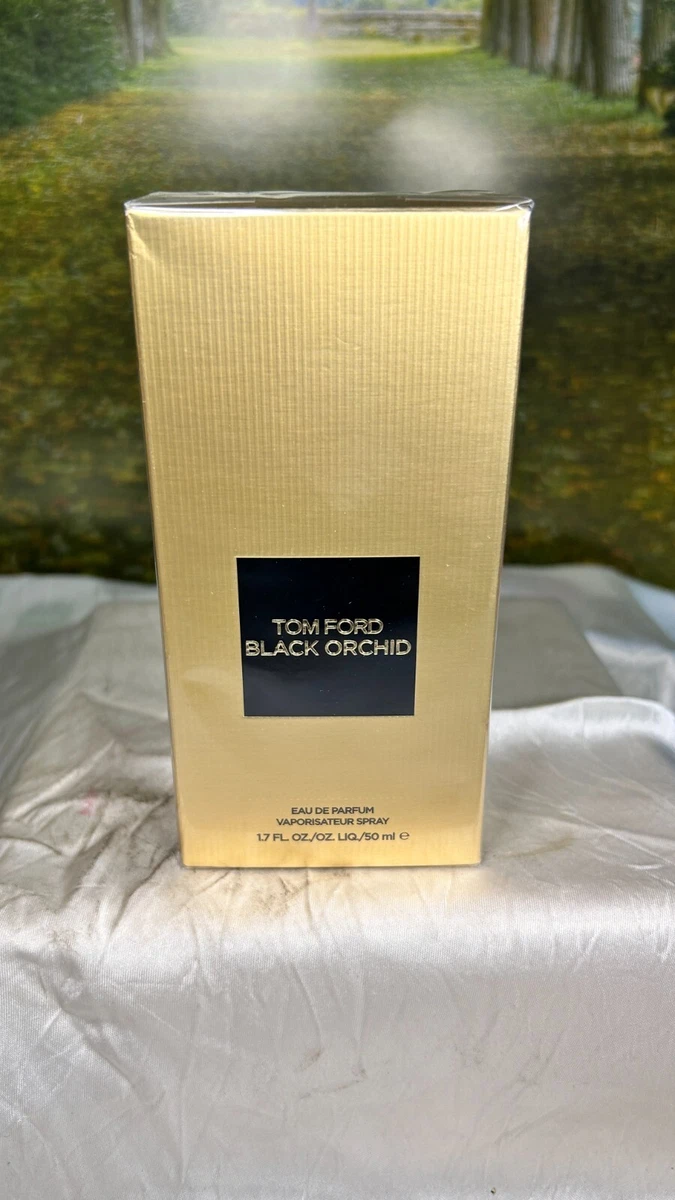 TOM FORD
BLACK ORCHID
EAU DE PARFUM
VAPORISATEUR SPRAY
1.7 FL. OZ./OZ. LIQ./50 ml ℮